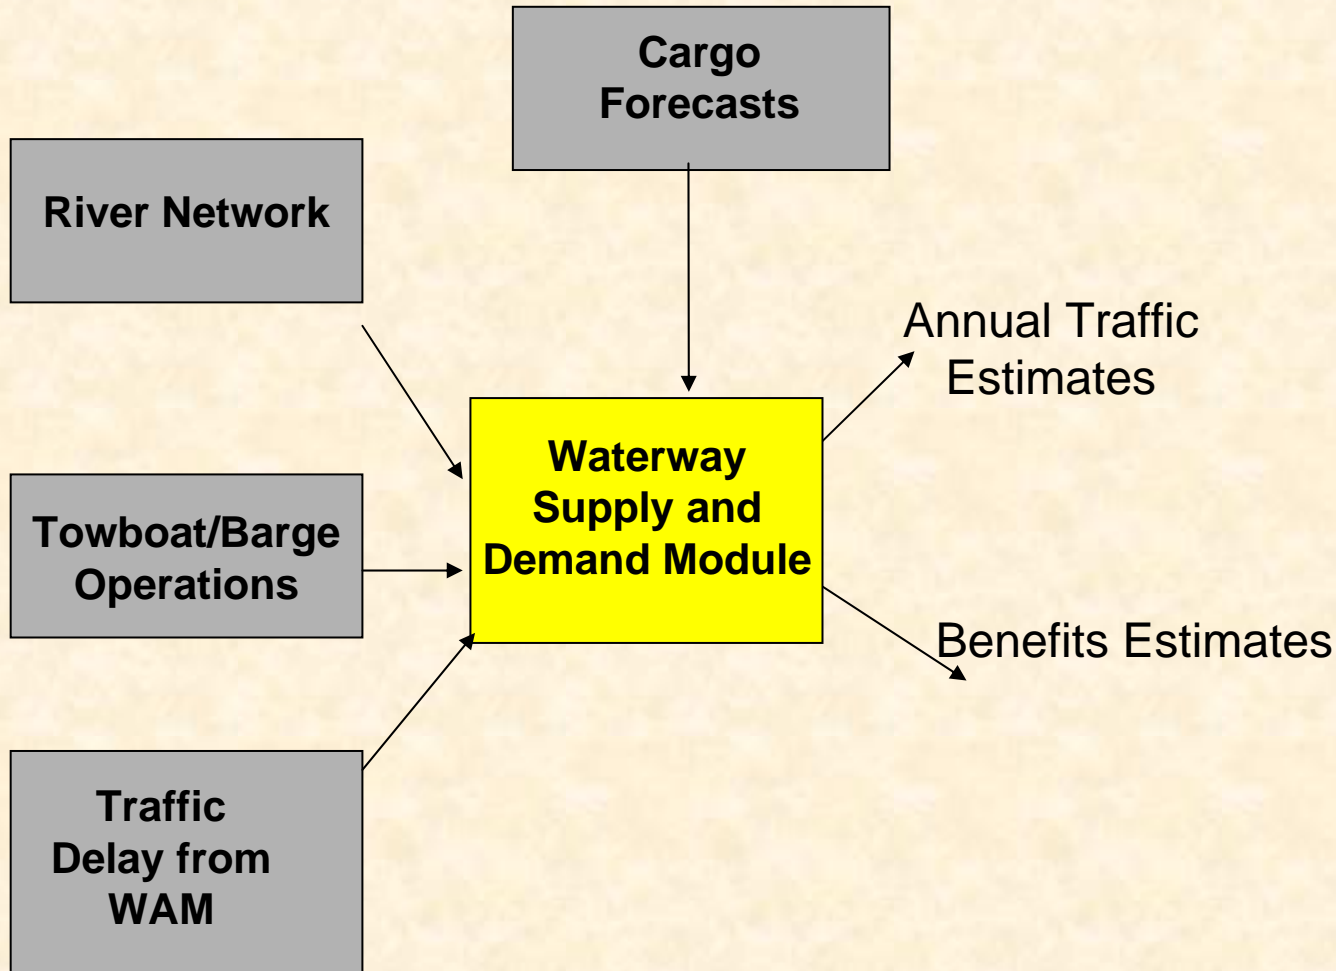 Cargo
Forecasts
River Network
Annual Traffic
Estimates
Waterway
Supply and
Demand Module
Towboat/Barge
Operations
Benefits Estimates
Traffic
Delay from
WAM